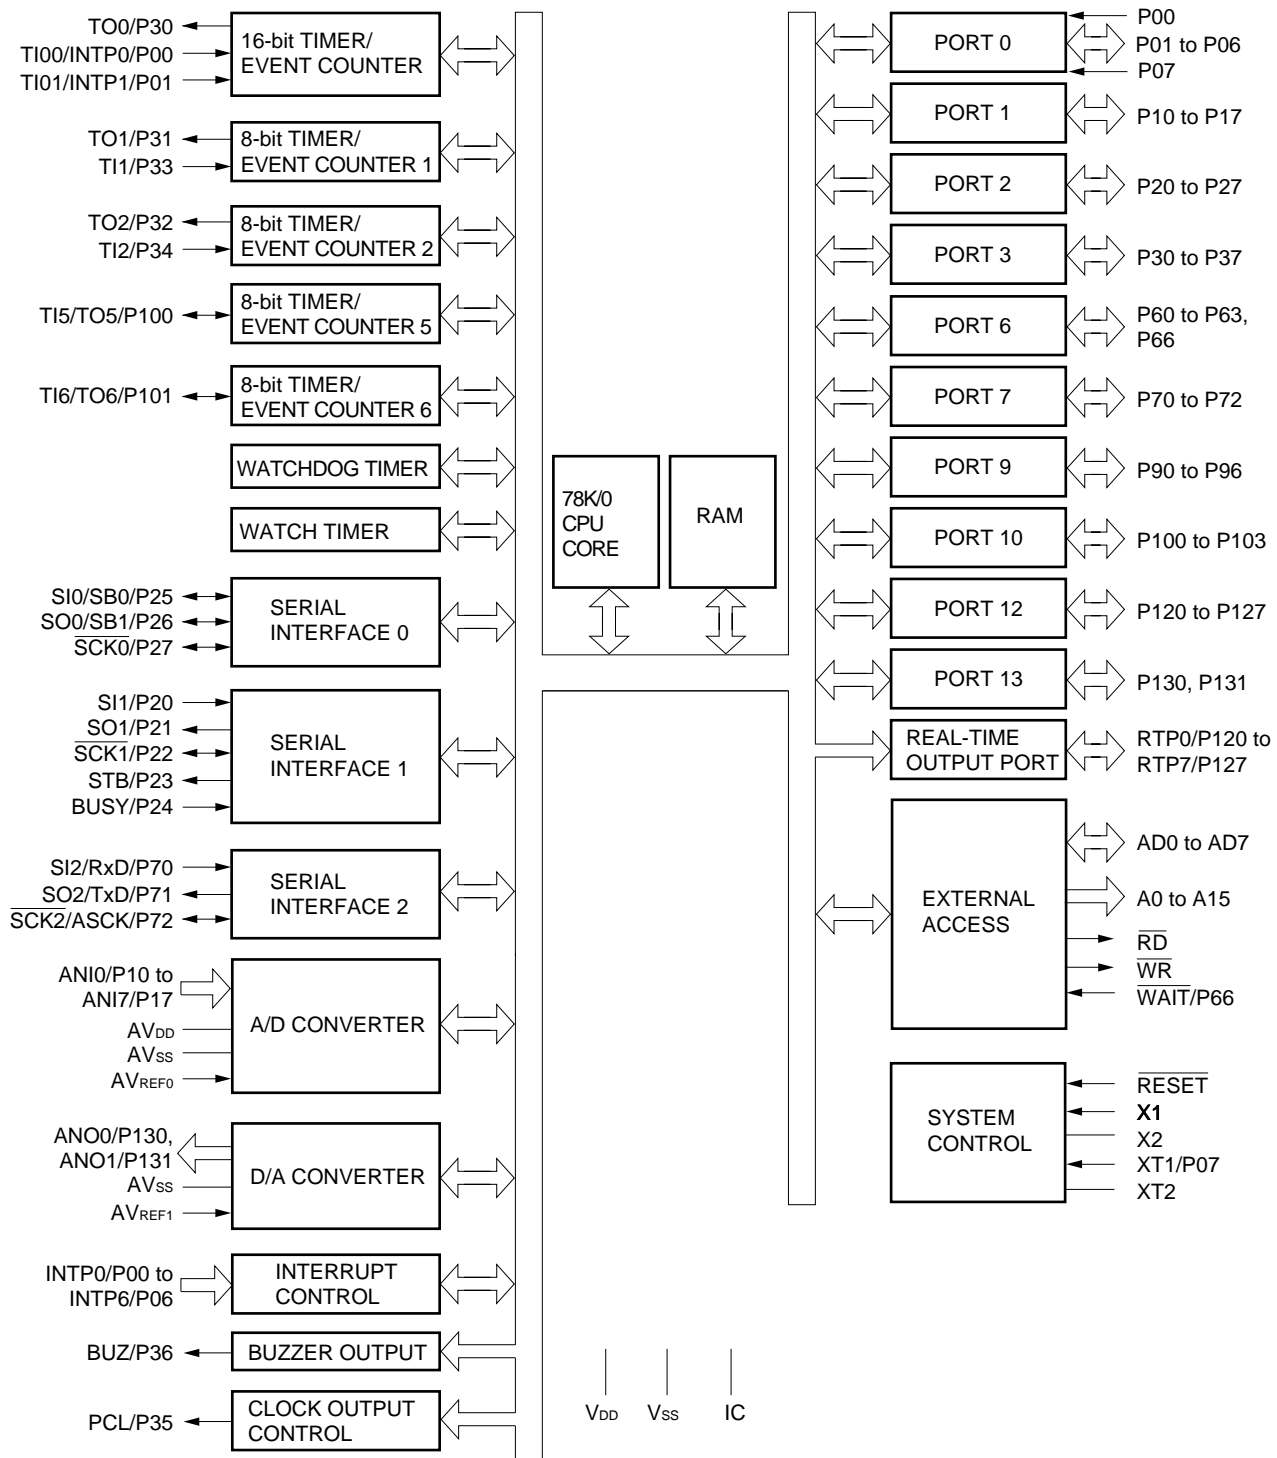 TO0/P30
TI00/INTP0/P00
TI01/INTP1/P01
16-bit TIMER/
EVENT COUNTER
TO1/P31
TI1/P33
8-bit TIMER/
EVENT COUNTER 1
TO2/P32
TI2/P34
8-bit TIMER/
EVENT COUNTER 2
TI5/TO5/P100
8-bit TIMER/
EVENT COUNTER 5
TI6/TO6/P101
8-bit TIMER/
EVENT COUNTER 6
WATCHDOG TIMER
WATCH TIMER
SI0/SB0/P25
SO0/SB1/P26
SCK0/P27
SERIAL
INTERFACE 0
SI1/P20
SO1/P21
SCK1/P22
STB/P23
BUSY/P24
SERIAL
INTERFACE 1
SI2/RxD/P70
SO2/TxD/P71
SCK2/ASCK/P72
SERIAL
INTERFACE 2
ANI0/P10 to
ANI7/P17
AVDD
AVSS
AVREF0
A/D CONVERTER
ANO0/P130,
ANO1/P131
AVSS
AVREF1
D/A CONVERTER
INTP0/P00 to
INTP6/P06
INTERRUPT
CONTROL
BUZ/P36
BUZZER OUTPUT
PCL/P35
CLOCK OUTPUT
CONTROL
78K/0
CPU
CORE
RAM
VDD
VSS
IC
PORT 0
P00
P01 to P06
P07
PORT 1
P10 to P17
PORT 2
P20 to P27
PORT 3
P30 to P37
PORT 6
P60 to P63,
P66
PORT 7
P70 to P72
PORT 9
P90 to P96
PORT 10
P100 to P103
PORT 12
P120 to P127
PORT 13
P130, P131
REAL-TIME
OUTPUT PORT
RTP0/P120 to
RTP7/P127
EXTERNAL
ACCESS
AD0 to AD7
A0 to A15
RD
WR
WAIT/P66
SYSTEM
CONTROL
RESET
X1
X2
XT1/P07
XT2